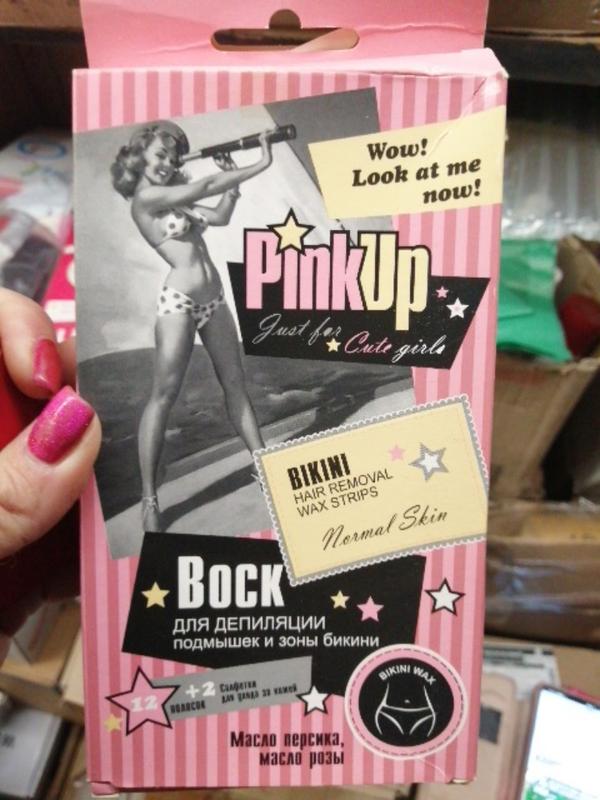 Wow!
Look at me
now!
PinkUp
Just for
Cute girls
BIKINI
HAIR REMOVAL
WAX STRIPS
Normal Skin
Воск
ДЛЯ ДЕПИЛЯЦИИ
ПОДМЫШЕК И ЗОНЫ БИКИНИ
12 полосок
+2 Салфетки
для ухода за кожей
BIKINI WAX
Масло персика,
масло розы